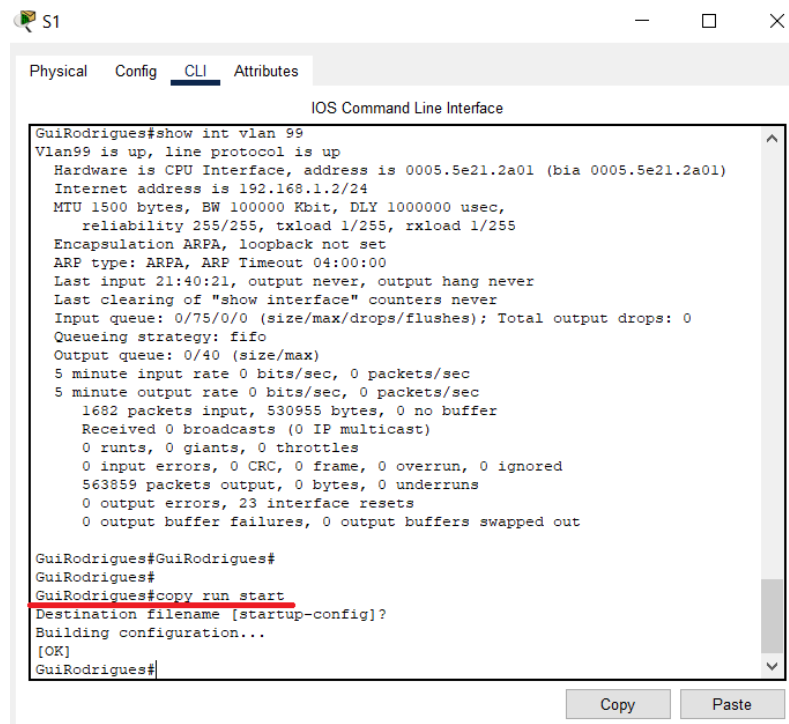 S1
Physical Config CLI Attributes
IOS Command Line Interface
GuiRodrigues#show int vlan 99
Vlan99 is up, line protocol is up
Hardware is CPU Interface, address is 0005.5e21.2a01 (bia 0005.5e21.2a01)
Internet address is 192.168.1.2/24
MTU 1500 bytes, BW 100000 Kbit, DLY 1000000 usec,
reliability 255/255, txload 1/255, rxload 1/255
Encapsulation ARPA, loopback not set
ARP type: ARPA, ARP Timeout 04:00:00
Last input 21:40:21, output never, output hang never
Last clearing of "show interface" counters never
Input queue: 0/75/0/0 (size/max/drops/flushes); Total output drops: 0
Queueing strategy: fifo
Output queue: 0/40 (size/max)
5 minute input rate 0 bits/sec, 0 packets/sec
5 minute output rate 0 bits/sec, 0 packets/sec
1682 packets input, 530955 bytes, 0 no buffer
Received 0 broadcasts (0 IP multicast)
0 runts, 0 giants, 0 throttles
0 input errors, 0 CRC, 0 frame, 0 overrun, 0 ignored
563859 packets output, 0 bytes, 0 underruns
0 output errors, 23 interface resets
0 output buffer failures, 0 output buffers swapped out
GuiRodrigues#GuiRodrigues#
GuiRodrigues#
GuiRodrigues#copy run start
Destination filename [startup-config]?
Building configuration...
[OK]
GuiRodrigues#
Copy Paste